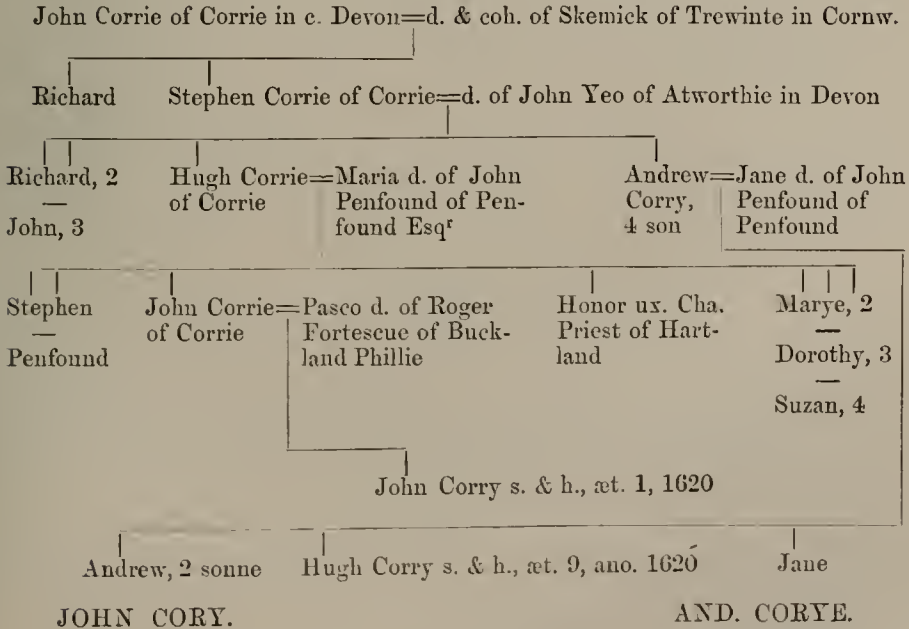 John Corrie of Corrie in c. Devon=d. & coh. of Skemick of Trewinte in Cornw.
Richard Stephen Corrie of Corrie=d. of John Yeo of Atworthie in Devon
Richard, 2
—
John, 3
Hugh Corrie=Maria d. of John
of Corrie Penfound of Pen-
found Esqʳ
Andrew=Jane d. of John
Corry, Penfound of
4 son Penfound
Stephen
—
Penfound
John Corrie=Pasco d. of Roger
of Corrie Fortescue of Buck-
land Phillie
Honor ux. Cha.
Priest of Hart-
land
Marye, 2
—
Dorothy, 3
—
Suzan, 4
John Corry s. & h., æt. 1, 1620
Andrew, 2 sonne Hugh Corry s. & h., æt. 9, ano. 1620 Jane
JOHN CORY. AND. CORYE.